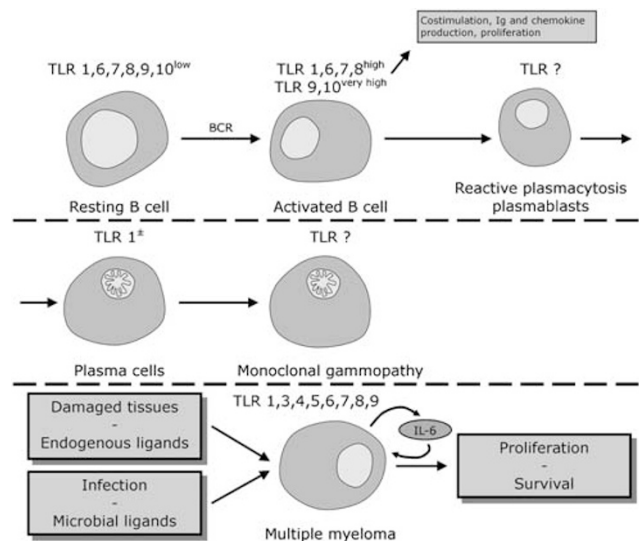 Costimulation, Ig and chemokine
production, proliferation
TLR 1,6,7,8,9,10low
TLR 1,6,7,8high
TLR 9,10very high
TLR ?
BCR
Resting B cell
Activated B cell
Reactive plasmacytosis
plasmablasts
TLR 1±
TLR ?
Plasma cells
Monoclonal gammopathy
Damaged tissues
-
Endogenous ligands
TLR 1,3,4,5,6,7,8,9
IL-6
Proliferation
-
Survival
Infection
-
Microbial ligands
Multiple myeloma